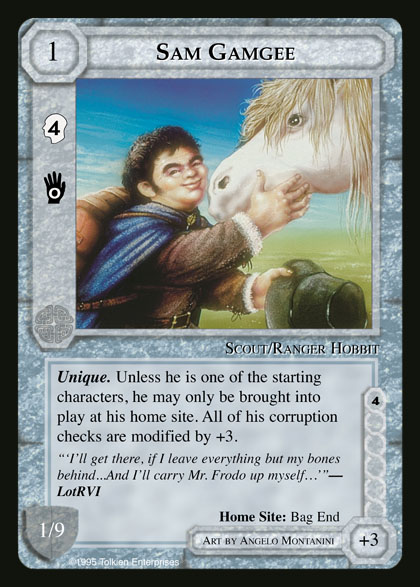 1
SAM GAMGEE
4
SCOUT/RANGER HOBBIT
Unique. Unless he is one of the starting
characters, he may only be brought into
play at his home site. All of his corruption
checks are modified by +3.
“‘I’ll get there, if I leave everything but my bones
behind...And I’ll carry Mr. Frodo up myself…’”—
LotRVI
4
Home Site: Bag End
1/9
ART BY ANGELO MONTANINI
+3
©1995 Tolkien Enterprises